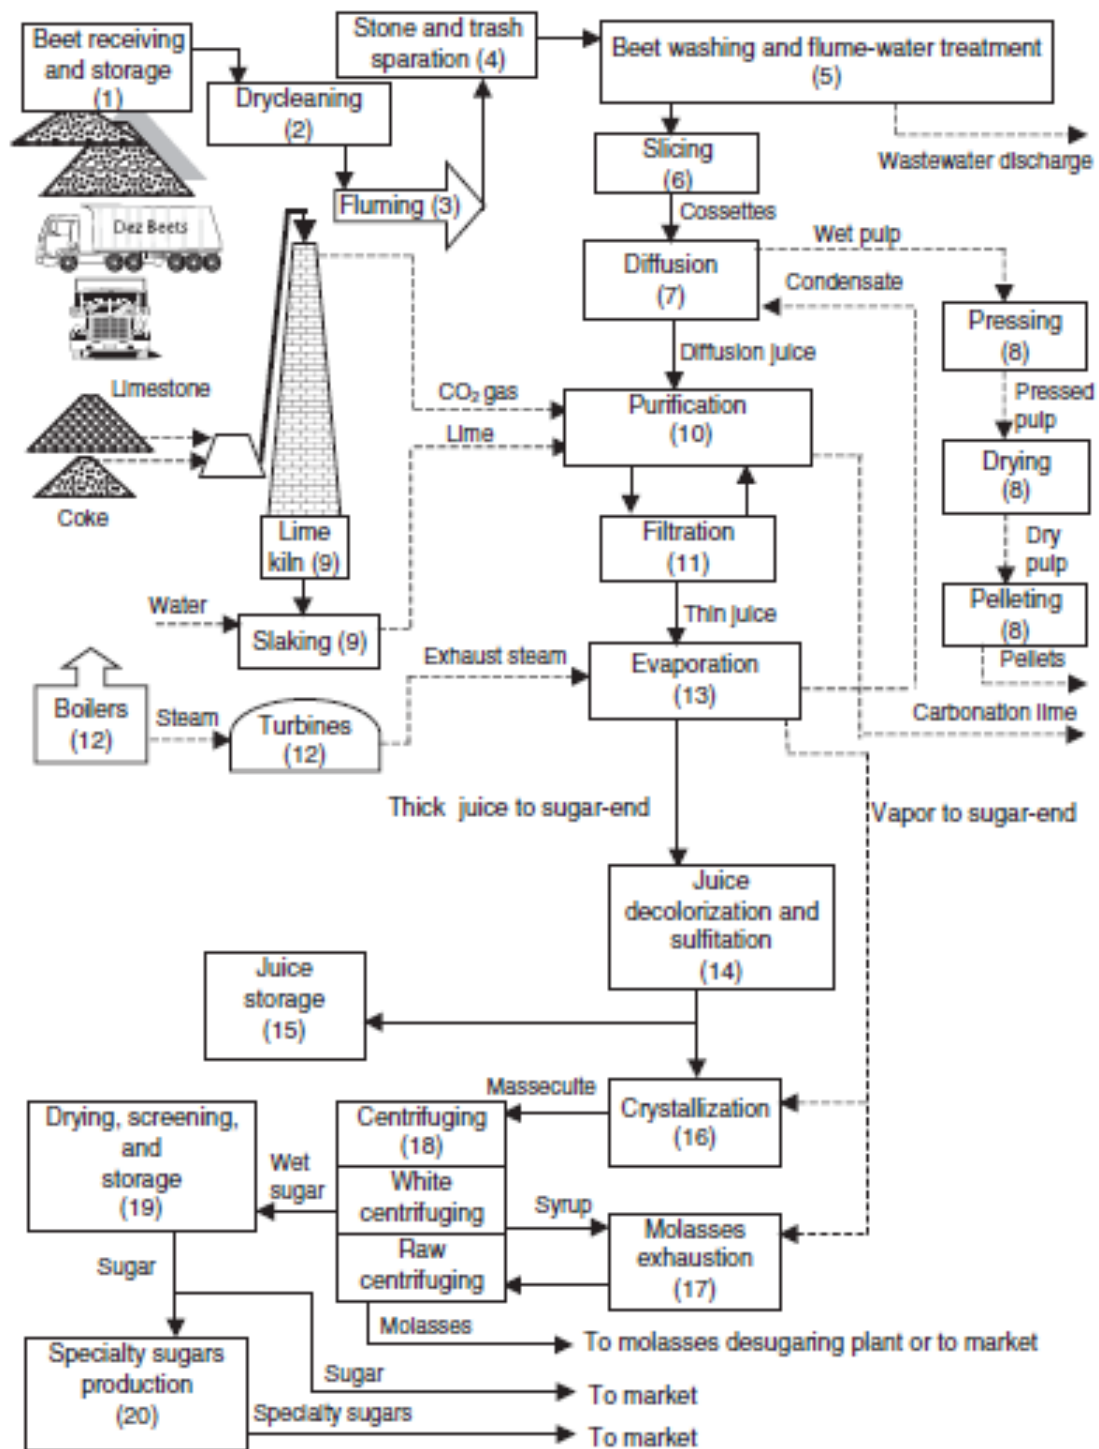 Beet receiving
and storage
(1)
Drycleaning
(2)
Fluming (3)
Stone and trash
sparation (4)
Beet washing and flume-water treatment
(5)
Wastewater discharge
Slicing
(6)
Cossettes
Dez Beets
Wet pulp
Diffusion
(7)
Condensate
Pressing
(8)
Diffusion juice
Pressed
pulp
Limestone
CO₂ gas
Purification
(10)
Lime
Drying
(8)
Coke
Lime
kiln (9)
Filtration
(11)
Dry
pulp
Water
Slaking (9)
Thin juice
Pelleting
(8)
Pellets
Exhaust steam
Evaporation
(13)
Boilers
(12)
Steam
Turbines
(12)
Carbonation lime
Thick juice to sugar-end
Vapor to sugar-end
Juice
decolorization and
sulfitation
(14)
Juice
storage
(15)
Massecuite
Crystallization
(16)
Drying, screening,
and
storage
(19)
Wet
sugar
Centrifuging
(18)
White
centrifuging
Raw
centrifuging
Syrup
Molasses
exhaustion
(17)
Sugar
Molasses
To molasses desugaring plant or to market
Specialty sugars
production
(20)
Sugar
To market
Specialty sugars
To market